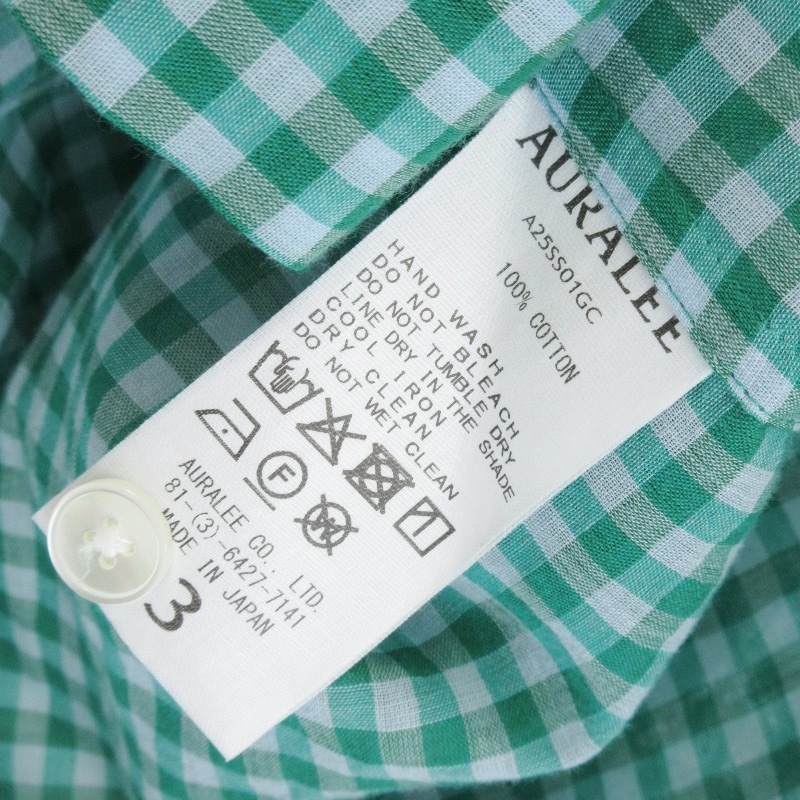 AURALEE
A25SS01GC
100% COTTON
HAND WASH
DO NOT BLEACH
DO NOT TUMBLE DRY
LINE DRY IN THE SHADE
COOL IRON
DRY CLEAN
DO NOT WET CLEAN
F
W
AURALEE CO., LTD.
81-(3)-6427-7141
MADE IN JAPAN
3